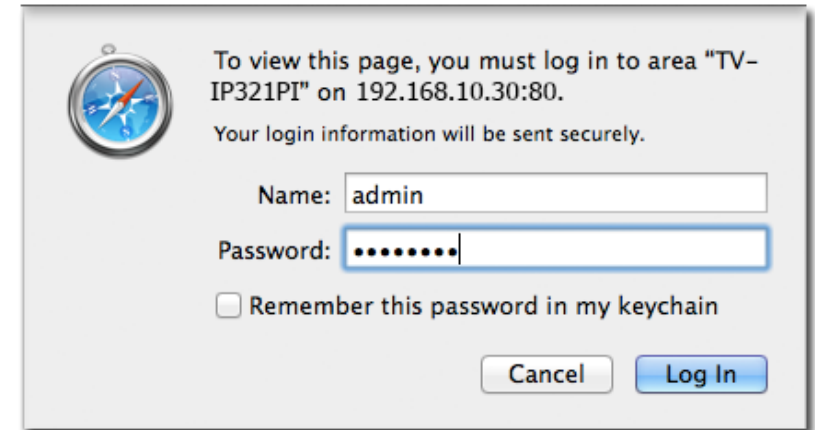 To view this page, you must log in to area “TV-
IP321PI” on 192.168.10.30:80.
Your login information will be sent securely.
Name: admin
Password: ••••••••
Remember this password in my keychain
Cancel Log In